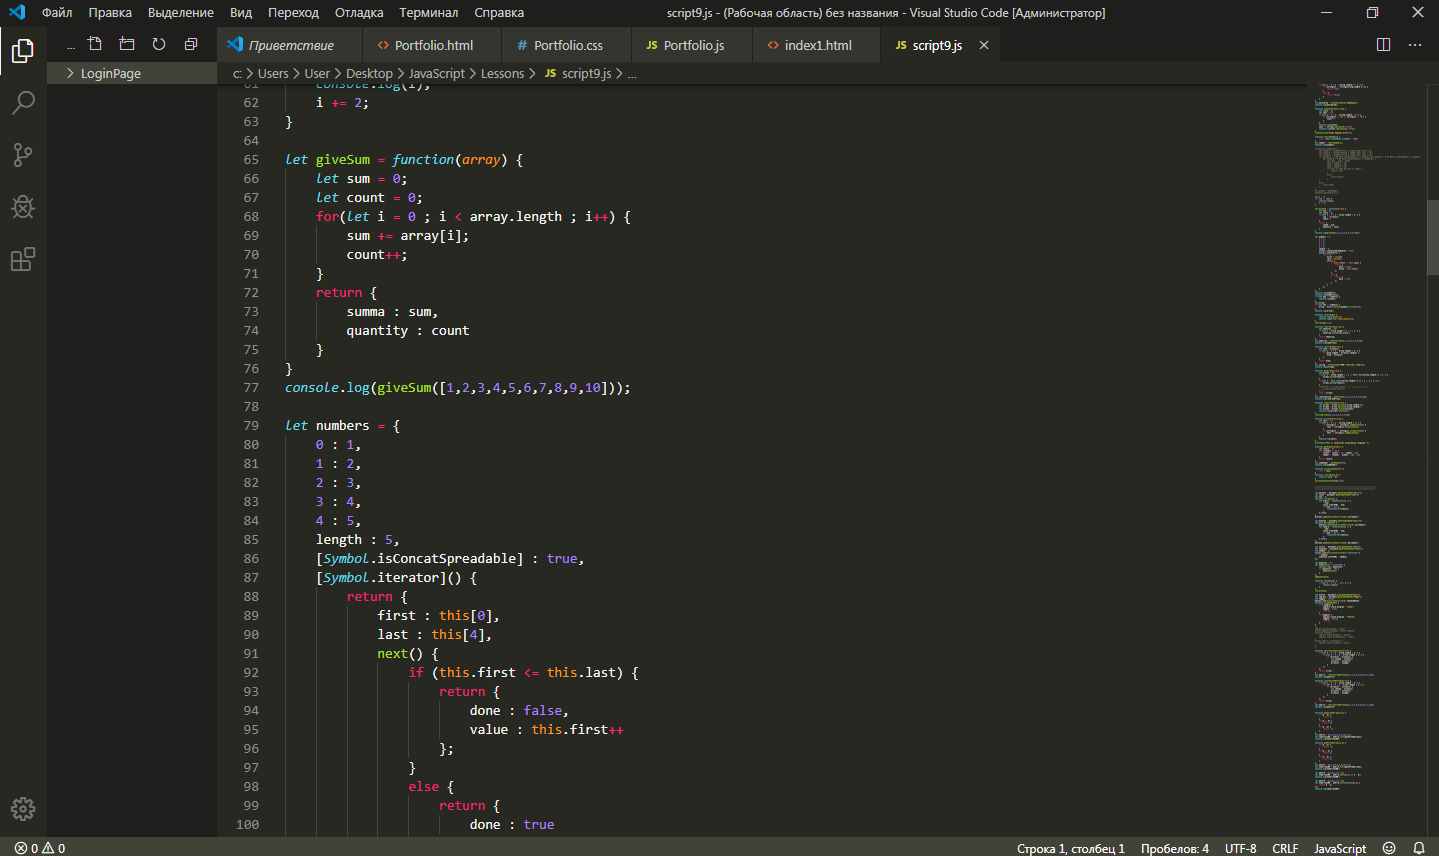 Файл Правка Выделение Вид Переход Отладка Терминал Справка script9.js - (Рабочая область) без названия - Visual Studio Code [Администратор]
... Приветствие Portfolio.html Portfolio.css Portfolio.js index1.html script9.js
LoginPage
c: > Users > User > Desktop > JavaScript > Lessons > JS script9.js > ...
61 console.log(i);
62 i += 2;
63 }
64
65 let giveSum = function(array) {
66 let sum = 0;
67 let count = 0;
68 for(let i = 0 ; i < array.length ; i++) {
69 sum += array[i];
70 count++;
71 }
72 return {
73 summa : sum,
74 quantity : count
75 }
76 }
77 console.log(giveSum([1,2,3,4,5,6,7,8,9,10]));
78
79 let numbers = {
80 0 : 1,
81 1 : 2,
82 2 : 3,
83 3 : 4,
84 4 : 5,
85 length : 5,
86 [Symbol.isConcatSpreadable] : true,
87 [Symbol.iterator]() {
88 return {
89 first : this[0],
90 last : this[4],
91 next() {
92 if (this.first <= this.last) {
93 return {
94 done : false,
95 value : this.first++
96 };
97 }
98 else {
99 return {
100 done : true
0 0 Строка 1, столбец 1 Пробелов: 4 UTF-8 CRLF JavaScript